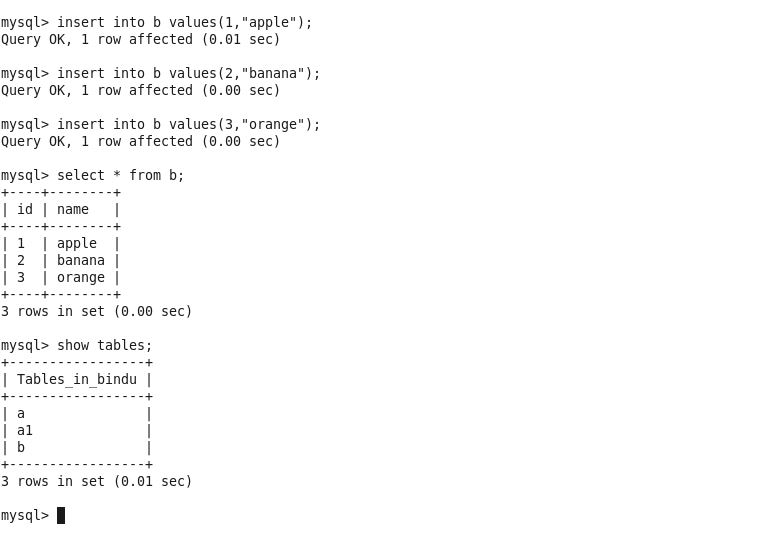 mysql> insert into b values(1,"apple");
Query OK, 1 row affected (0.01 sec)

mysql> insert into b values(2,"banana");
Query OK, 1 row affected (0.00 sec)

mysql> insert into b values(3,"orange");
Query OK, 1 row affected (0.00 sec)

mysql> select * from b;
+----+--------+
| id | name   |
+----+--------+
| 1  | apple  |
| 2  | banana |
| 3  | orange |
+----+--------+
3 rows in set (0.00 sec)

mysql> show tables;
+-----------------+
| Tables_in_bindu |
+-----------------+
| a               |
| a1              |
| b               |
+-----------------+
3 rows in set (0.01 sec)

mysql>